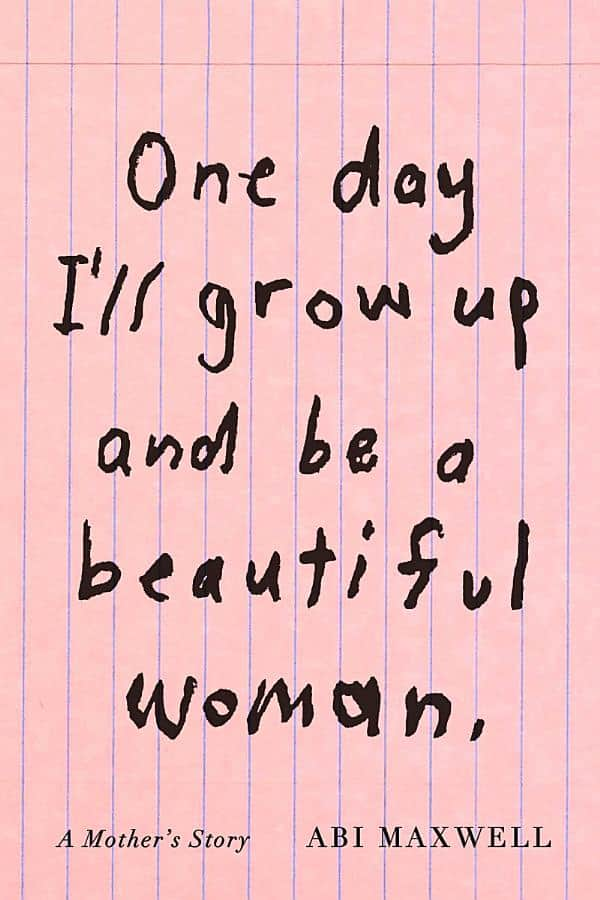 One day
I'll grow up
and be a
beautiful
woman.
A Mother's Story ABI MAXWELL